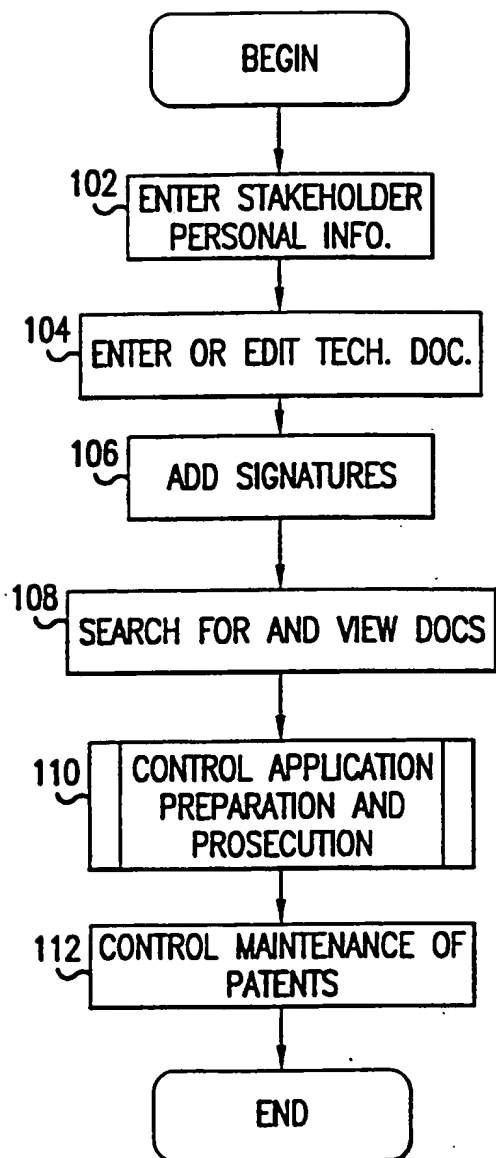 BEGIN
102
ENTER STAKEHOLDER
PERSONAL INFO.
104
ENTER OR EDIT TECH. DOC.
106
ADD SIGNATURES
108
SEARCH FOR AND VIEW DOCS
110
CONTROL APPLICATION
PREPARATION AND
PROSECUTION
112
CONTROL MAINTENANCE OF
PATENTS
END